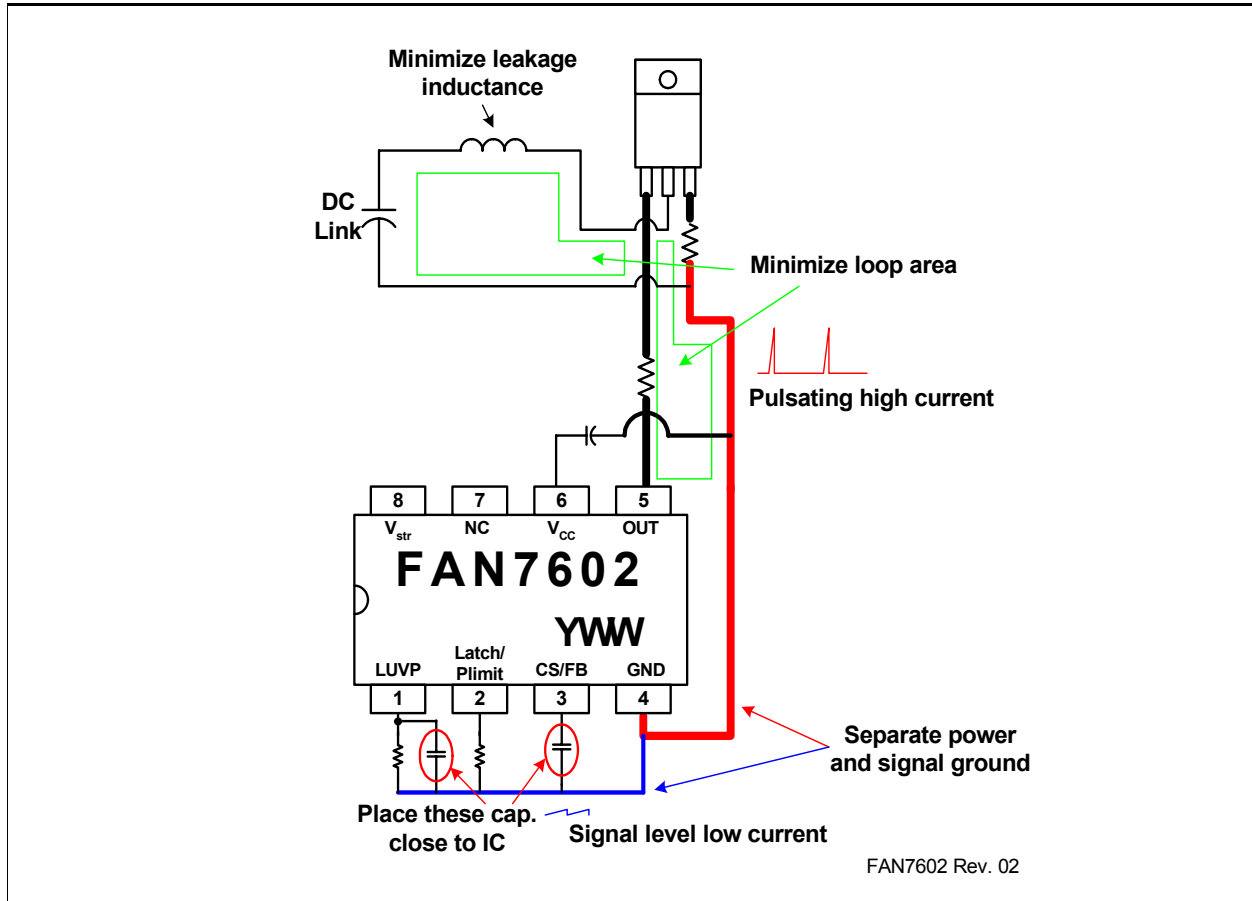 Minimize leakage
inductance
DC
Link
Minimize loop area
Pulsating high current
8
7
6
5
Vstr
NC
VCC
OUT
FAN7602
YWW
LUVP
Latch/
Plimit
CS/FB
GND
1
2
3
4
Separate power
and signal ground
Place these cap.
close to IC
Signal level low current
FAN7602 Rev. 02